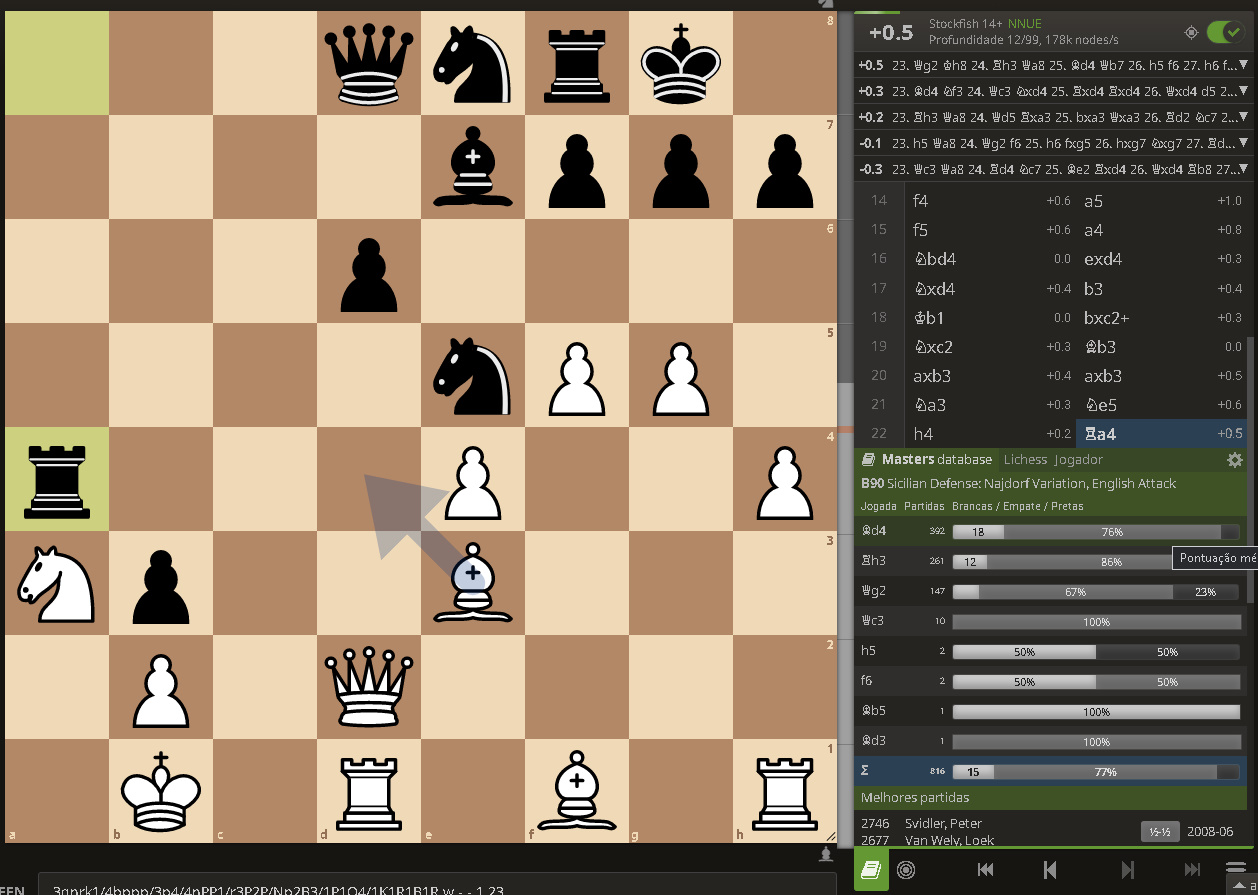 8
7
6
5
4
3
2
1
a b c d e f g h
FEN 3qnrk1/4bppp/3p4/4nPP1/r3P2P/Np2B3/1P1Q4/1K1R1B1R w - - 1 23
+0.5 Stockfish 14+ NNUE
Profundidade 12/99, 178k nodes/s
+0.5 23. ♕g2 ♔h8 24. ♖h3 ♕a8 25. ♗d4 ♕b7 26. h5 f6 27. h6 f...▼
+0.3 23. ♗d4 ♘f3 24. ♕c3 ♘xd4 25. ♖xd4 ♖xd4 26. ♕xd4 d5 2...▼
+0.2 23. ♖h3 ♕a8 24. ♕d5 ♖xa3 25. bxa3 ♕xa3 26. ♖d2 ♘c7 2...▼
-0.1 23. h5 ♕a8 24. ♕g2 f6 25. h6 fxg5 26. hxg7 ♘xg7 27. ♖d...▼
-0.3 23. ♕c3 ♕a8 24. ♖d4 ♘c7 25. ♗e2 ♖xd4 26. ♕xd4 ♖b8 27...▼
14 f4 +0.6 a5 +1.0
15 f5 +0.6 a4 +0.8
16 ♘bd4 0.0 exd4 +0.3
17 ♘xd4 +0.4 b3 +0.4
18 ♔b1 0.0 bxc2+ +0.3
19 ♘xc2 +0.3 ♗b3 0.0
20 axb3 +0.4 axb3 +0.5
21 ♘a3 +0.3 ♘e5 +0.6
22 h4 +0.2 ♖a4 +0.5
Masters database Lichess Jogador
B90 Sicilian Defense: Najdorf Variation, English Attack
Jogada Partidas Brancas / Empate / Pretas
♗d4 392 18 76%
Pontuação mé
♖h3 261 12 86%
♕g2 147 67% 23%
♕c3 10 100%
h5 2 50% 50%
f6 2 50% 50%
♗b5 1 100%
♗d3 1 100%
Σ 816 15 77%
Melhores partidas
2746 Svidler, Peter
2677 Van Wely, Loek
½-½ 2008-06